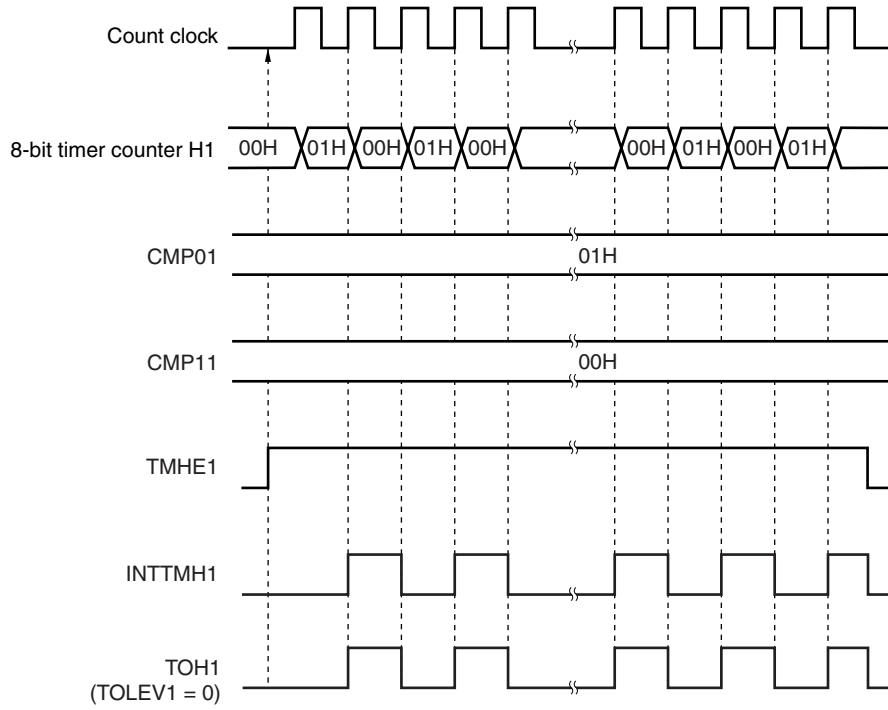 Count clock
8-bit timer counter H1
00H 01H 00H 01H 00H 00H 01H 00H 01H
CMP01
01H
CMP11
00H
TMHE1
INTTMH1
TOH1
(TOLEV1 = 0)